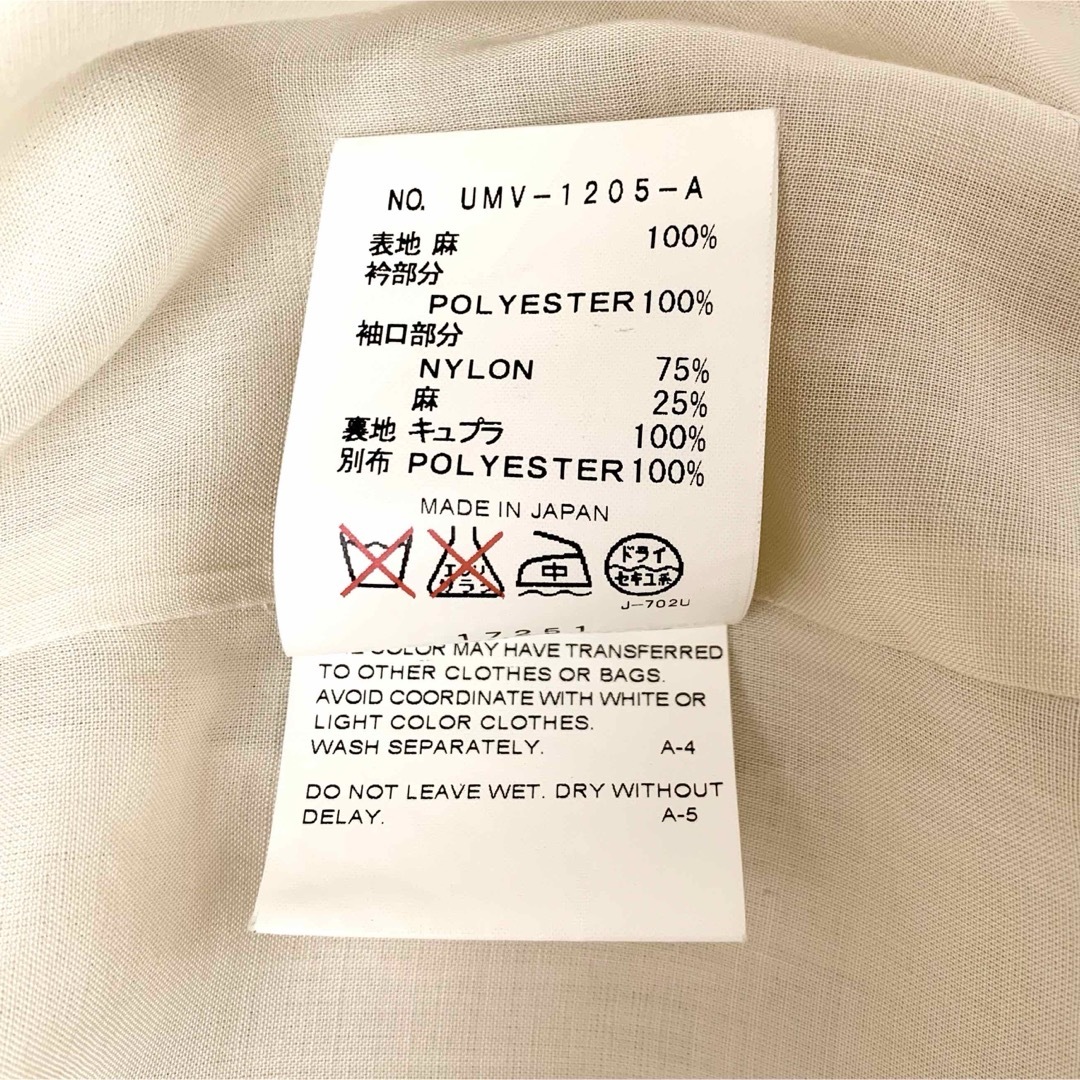 NO. UMV-1205-A
表地 麻 100%
衿部分
POLYESTER 100%
袖口部分
NYLON 75%
麻 25%
裏地 キュプラ 100%
別布 POLYESTER 100%
MADE IN JAPAN
エンソ
サラシ
中
ドライ
セキユ系
J-702U
17251
COLOR MAY HAVE TRANSFERRED
TO OTHER CLOTHES OR BAGS.
AVOID COORDINATE WITH WHITE OR
LIGHT COLOR CLOTHES.
WASH SEPARATELY. A-4
DO NOT LEAVE WET. DRY WITHOUT
DELAY. A-5